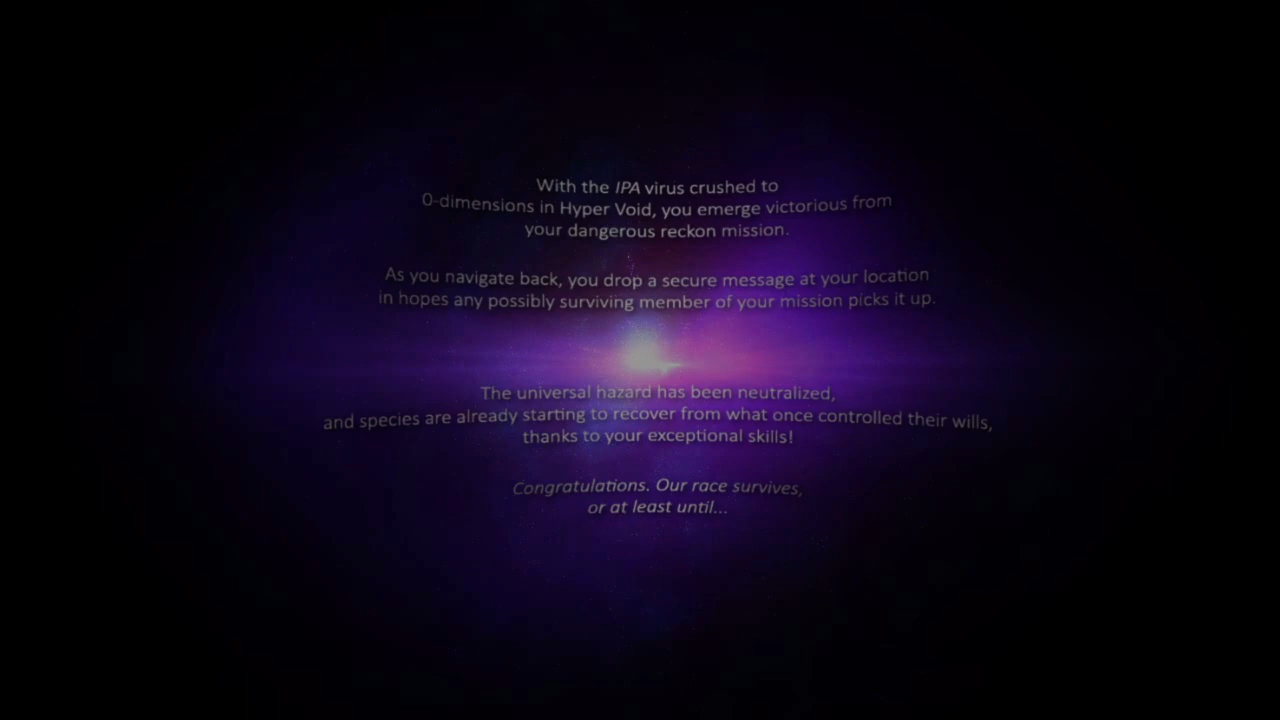 With the IPA virus crushed to
0-dimensions in Hyper Void, you emerge victorious from
your dangerous reckon mission.
As you navigate back, you drop a secure message at your location
in hopes any possibly surviving member of your mission picks it up.
The universal hazard has been neutralized,
and species are already starting to recover from what once controlled their wills,
thanks to your exceptional skills!
Congratulations. Our race survives,
or at least until...